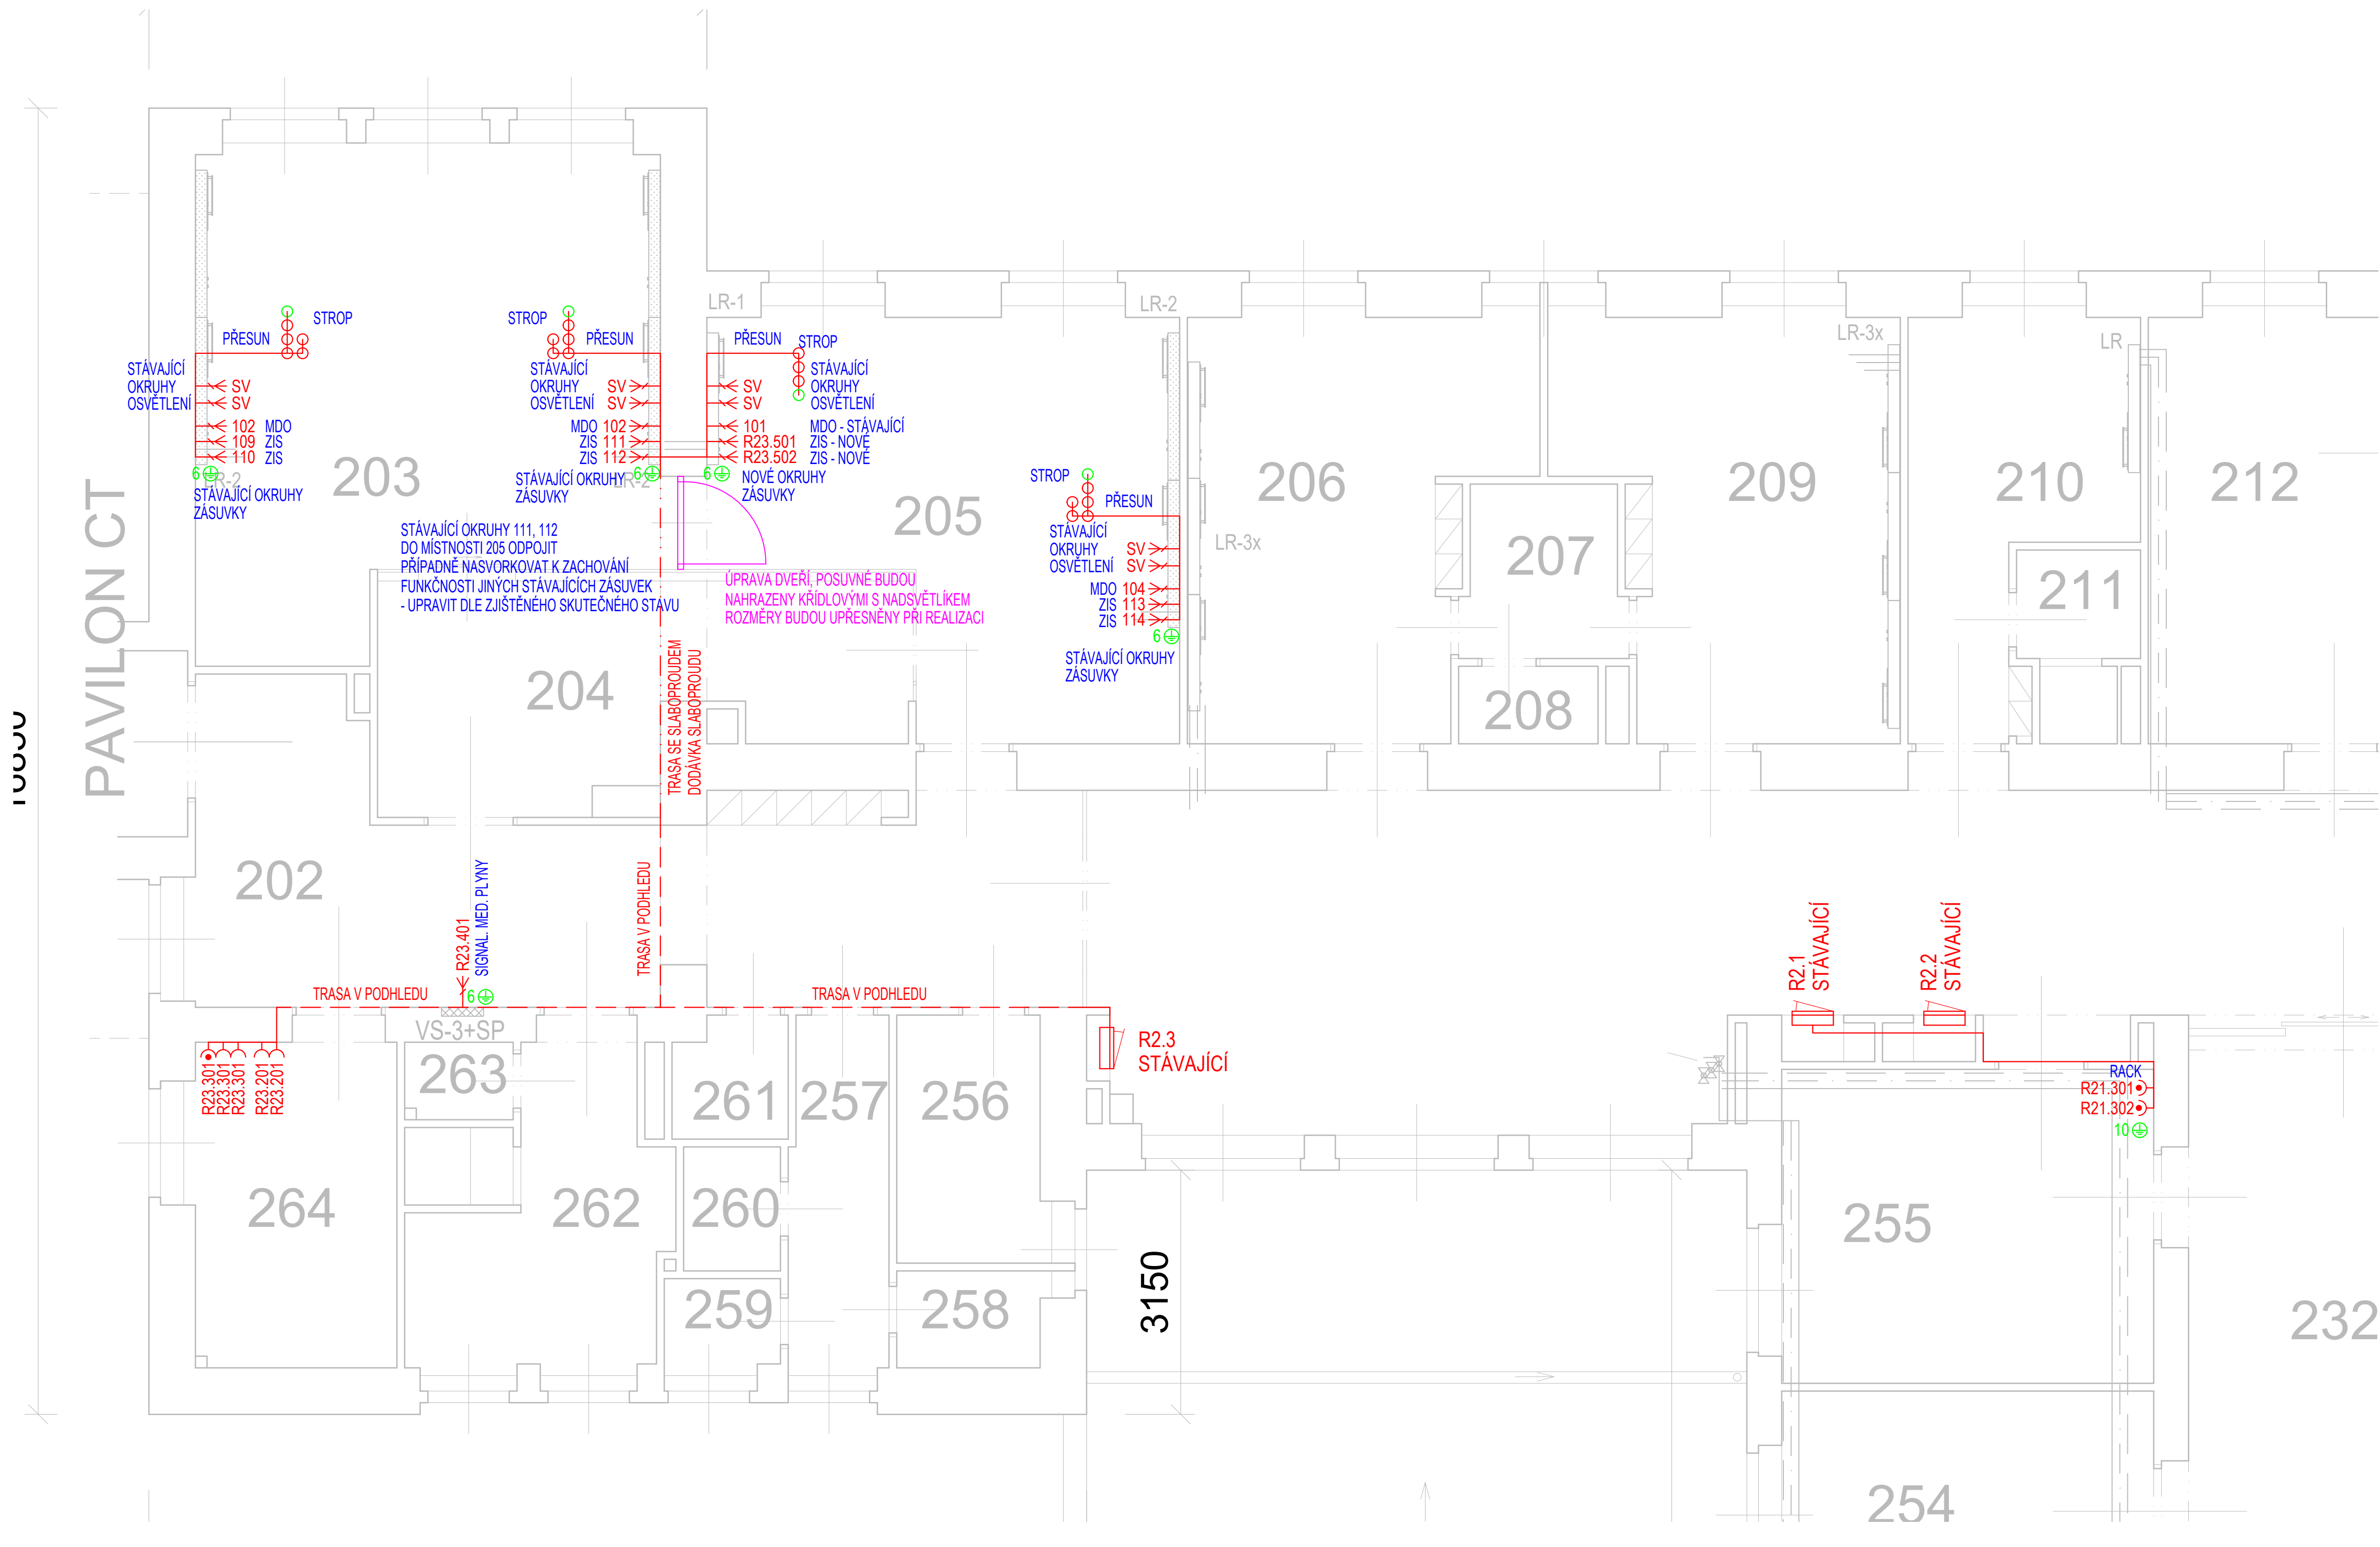 PAVILON CT
STROP
PŘESUN
STÁVAJÍCÍ
OKRUHY
OSVĚTLENÍ
SV
SV
102 MDO
109 ZIS
110 ZIS
6
LR-2
STÁVAJÍCÍ OKRUHY
ZÁSUVKY
203
STROP
PŘESUN
STÁVAJÍCÍ
OKRUHY
OSVĚTLENÍ
SV
SV
MDO 102
ZIS 111
ZIS 112
6
LR-2
STÁVAJÍCÍ OKRUHY
ZÁSUVKY
LR-1
PŘESUN
STROP
STÁVAJÍCÍ
OKRUHY
OSVĚTLENÍ
SV
SV
101 MDO - STÁVAJÍCÍ
R23.501 ZIS - NOVÉ
R23.502 ZIS - NOVÉ
6
NOVÉ OKRUHY
ZÁSUVKY
STÁVAJÍCÍ OKRUHY 111, 112
DO MÍSTNOSTI 205 ODPOJIT
PŘÍPADNĚ NASVORKOVAT K ZACHOVÁNÍ
FUNKČNOSTI JINÝCH STÁVAJÍCÍCH ZÁSUVEK
- UPRAVIT DLE ZJIŠTĚNÉHO SKUTEČNÉHO STAVU
ÚPRAVA DVEŘÍ, POSUVNÉ BUDOU
NAHRAZENY KŘÍDLOVÝMI S NADSVĚTLÍKEM
ROZMĚRY BUDOU UPŘESNĚNY PŘI REALIZACI
205
LR-2
STROP
PŘESUN
STÁVAJÍCÍ
OKRUHY
OSVĚTLENÍ
SV
SV
MDO 104
ZIS 113
ZIS 114
6
STÁVAJÍCÍ OKRUHY
ZÁSUVKY
206
LR-3x
207
208
209
LR-3x
210
LR
211
212
204
TRASA SE SLABOPROUDEM
DODÁVKA SLABOPROUDU
TRASA V PODHLEDU
202
R23.401
SIGNAL. MED. PLYNY
6
TRASA V PODHLEDU
TRASA V PODHLEDU
VS-3+SP
R2.3
STÁVAJÍCÍ
R2.1
STÁVAJÍCÍ
R2.2
STÁVAJÍCÍ
RACK
R21.301
R21.302
10
R23.301
R23.301
R23.301
R23.201
R23.201
263
261
257
256
264
262
260
259
258
3150
255
232
254